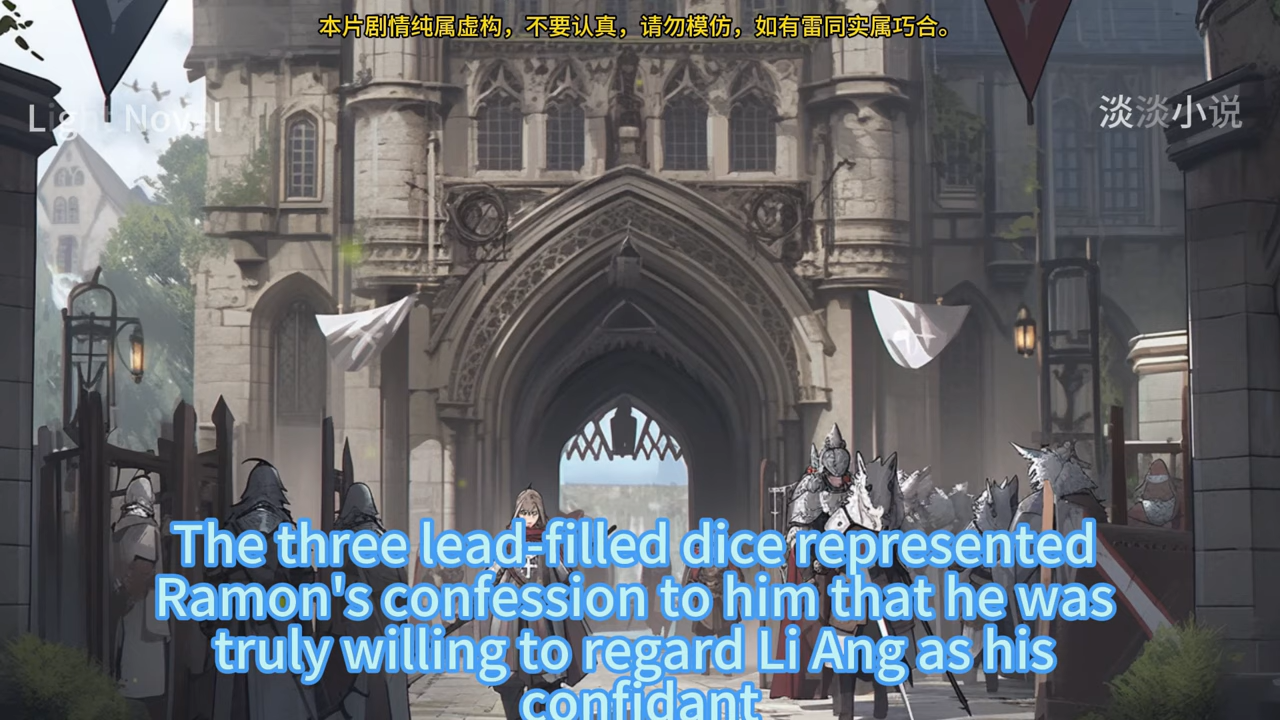 本片剧情纯属虚构，不要认真，请勿模仿，如有雷同实属巧合。
Light Novel
淡淡小说
The three lead-filled dice represented
Ramon's confession to him that he was
truly willing to regard Li Ang as his
confidant